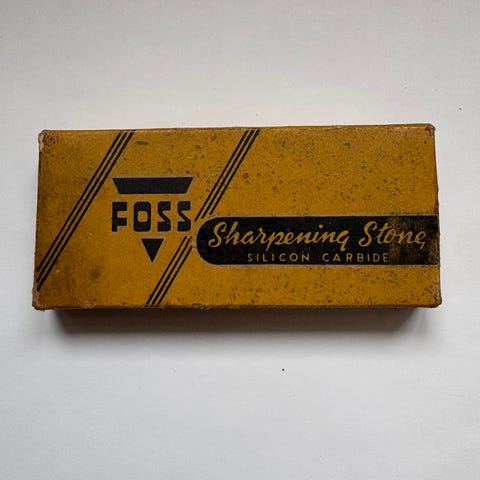 FOSS
Sharpening Stone
SILICON CARBIDE